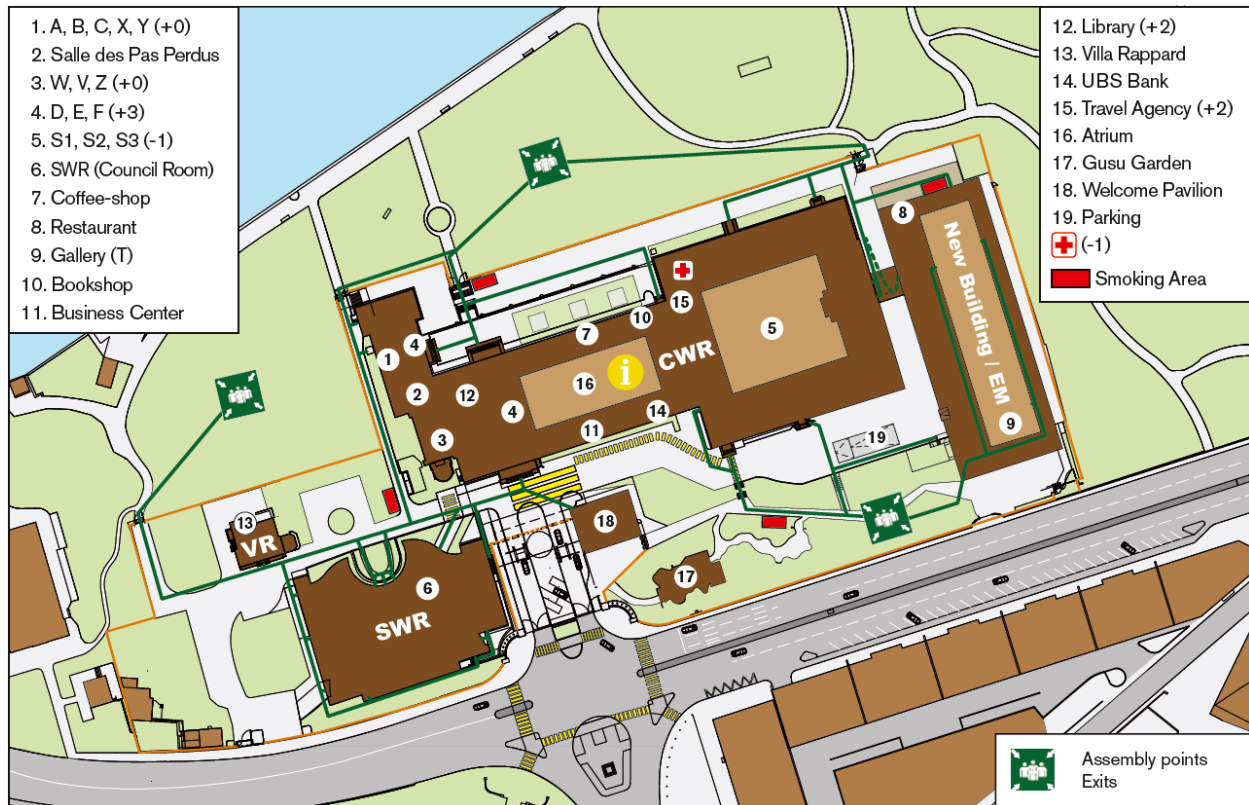 1. A, B, C, X, Y (+0)
2. Salle des Pas Perdus
3. W, V, Z (+0)
4. D, E, F (+3)
5. S1, S2, S3 (-1)
6. SWR (Council Room)
7. Coffee-shop
8. Restaurant
9. Gallery (T)
10. Bookshop
11. Business Center
12. Library (+2)
13. Villa Rappard
14. UBS Bank
15. Travel Agency (+2)
16. Atrium
17. Gusu Garden
18. Welcome Pavilion
19. Parking
(-1)
Smoking Area
8
New Building / EM
9
15
10
7
5
CWR
16
i
4
1
2
12
4
3
11
14
19
13
VR
18
17
6
SWR
Assembly points
Exits